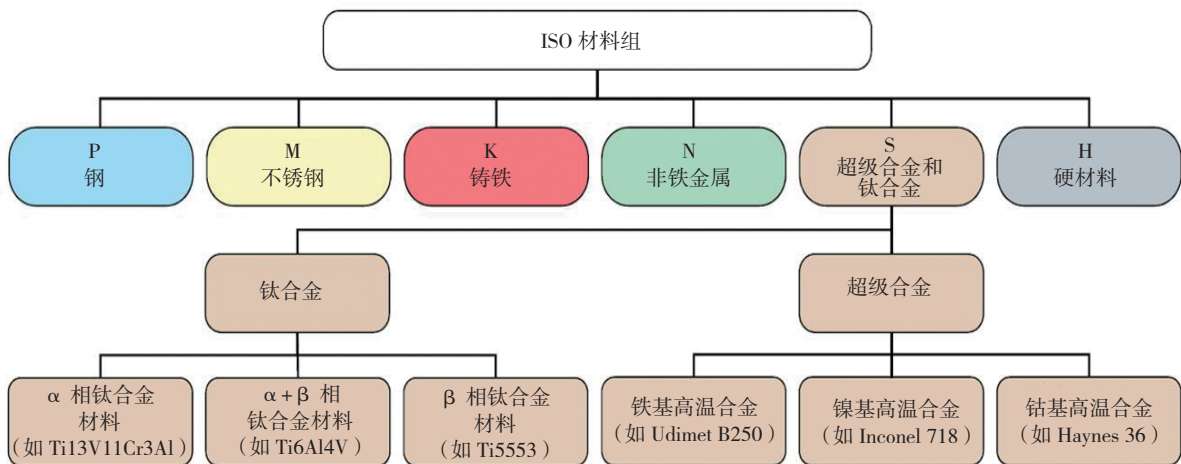 ISO 材料组
P
钢
M
不锈钢
K
铸铁
N
非铁金属
S
超级合金和
钛合金
H
硬材料
钛合金
超级合金
α 相钛合金
材料
（如 Ti13V11Cr3Al）
α+β 相
钛合金材料
（如 Ti6Al4V）
β 相钛合金
材料
（如 Ti5553）
铁基高温合金
（如 Udimet B250）
镍基高温合金
（如 Inconel 718）
钴基高温合金
（如 Haynes 36）